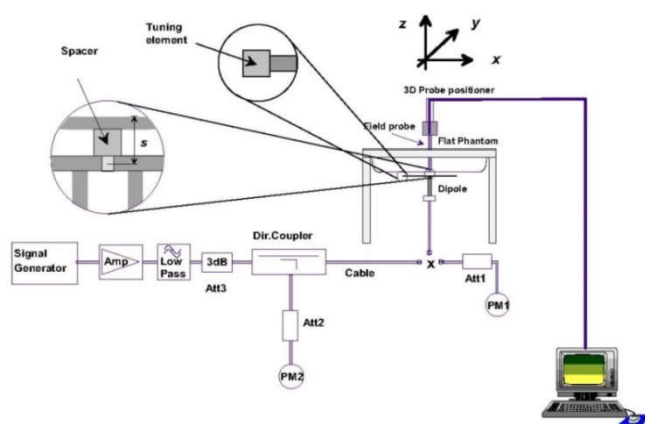 Tuning
element
Spacer
s
z
y
x
3D Probe positioner
Field probe
Flat Phantom
Dipole
Signal
Generator
Amp
Low
Pass
3dB
Att3
Dir.Coupler
Cable
x
Att1
PM1
Att2
PM2